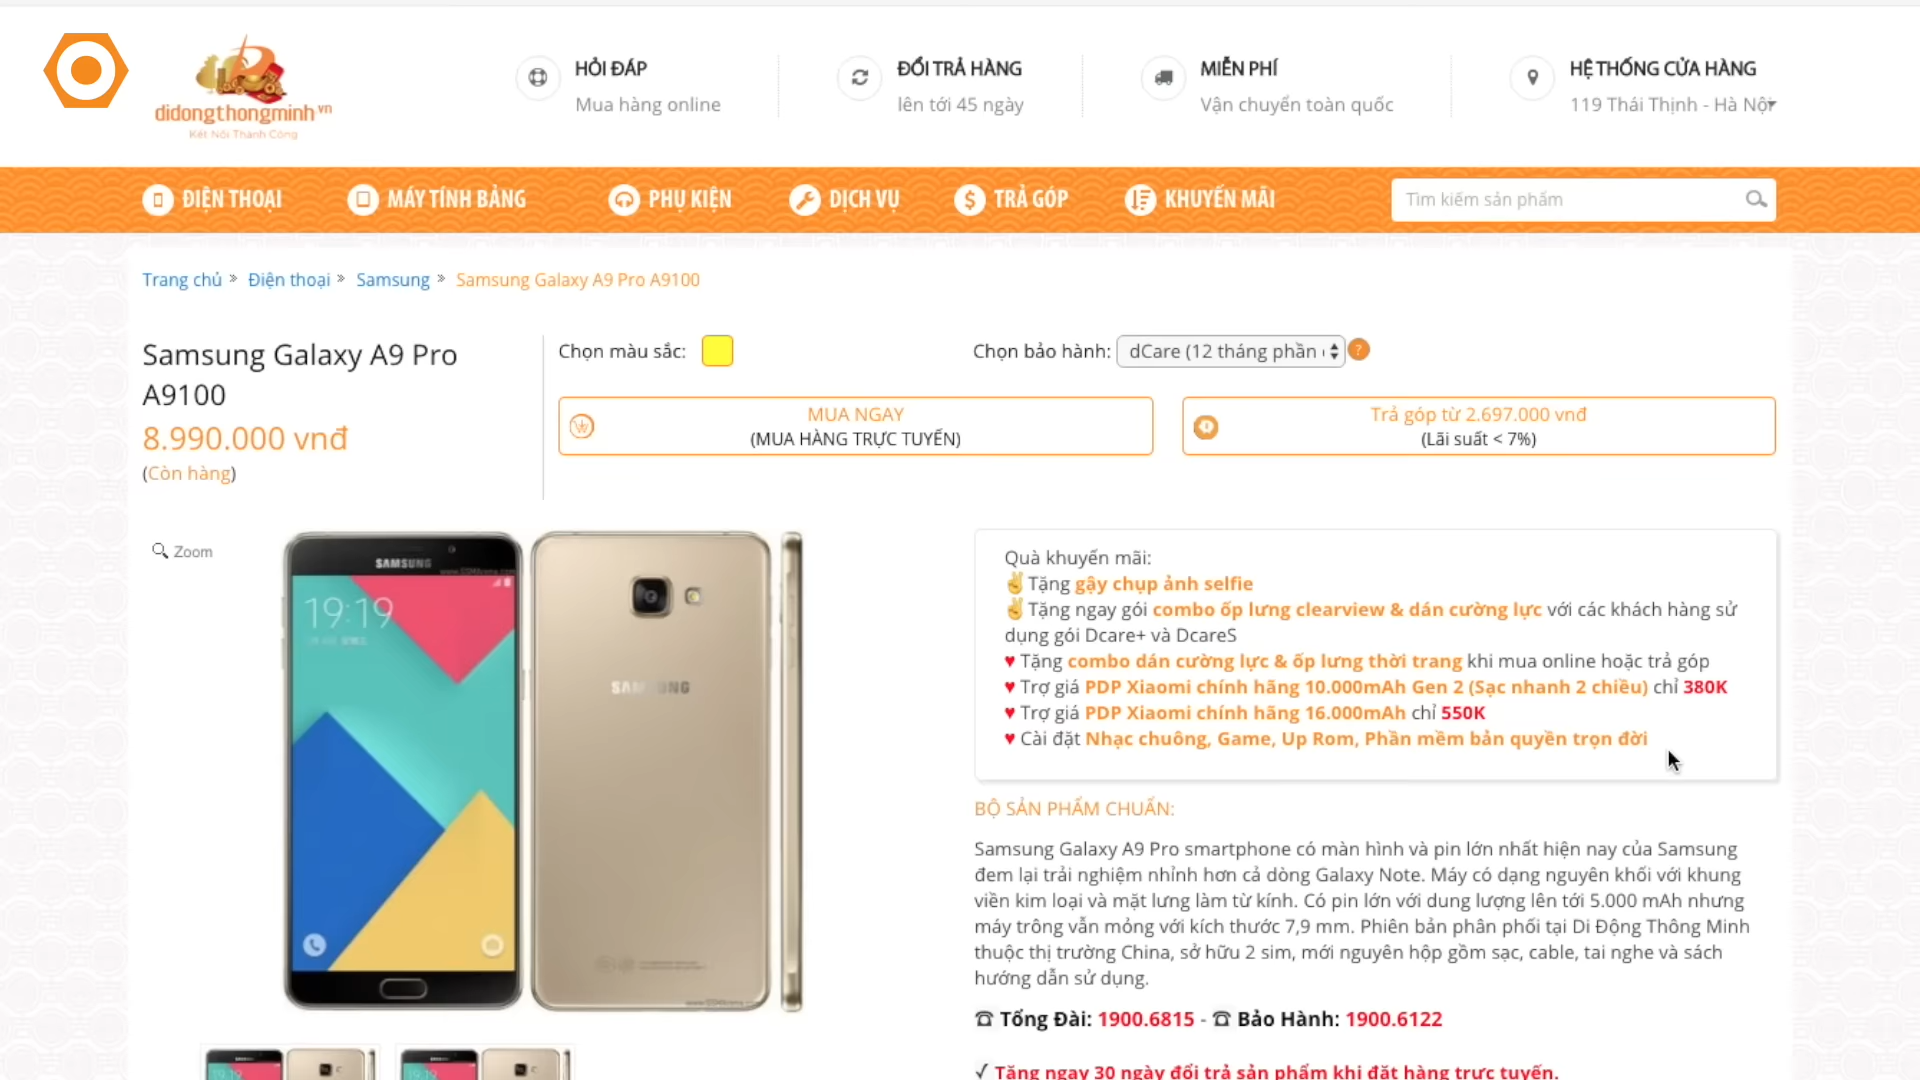 didongthongminh.vn
Kết Nối Thành Công
HỎI ĐÁP
Mua hàng online
ĐỔI TRẢ HÀNG
lên tới 45 ngày
MIỄN PHÍ
Vận chuyển toàn quốc
HỆ THỐNG CỬA HÀNG
119 Thái Thịnh - Hà Nội
ĐIỆN THOẠI
MÁY TÍNH BẢNG
PHỤ KIỆN
DỊCH VỤ
TRẢ GÓP
KHUYẾN MÃI
Tìm kiếm sản phẩm
Trang chủ » Điện thoại » Samsung » Samsung Galaxy A9 Pro A9100
Samsung Galaxy A9 Pro
A9100
8.990.000 vnđ
(Còn hàng)
Chọn màu sắc:
Chọn bảo hành: dCare (12 tháng phần
MUA NGAY
(MUA HÀNG TRỰC TUYẾN)
Trả góp từ 2.697.000 vnđ
(Lãi suất < 7%)
Zoom
SAMSUNG
19:19
SAMSUNG
Quà khuyến mãi:
✌Tặng gậy chụp ảnh selfie
✌Tặng ngay gói combo ốp lưng clearview & dán cường lực với các khách hàng sử
dụng gói Dcare+ và DcareS
♥ Tặng combo dán cường lực & ốp lưng thời trang khi mua online hoặc trả góp
♥ Trợ giá PDP Xiaomi chính hãng 10.000mAh Gen 2 (Sạc nhanh 2 chiều) chỉ 380K
♥ Trợ giá PDP Xiaomi chính hãng 16.000mAh chỉ 550K
♥ Cài đặt Nhạc chuông, Game, Up Rom, Phần mềm bản quyền trọn đời
BỘ SẢN PHẨM CHUẨN:
Samsung Galaxy A9 Pro smartphone có màn hình và pin lớn nhất hiện nay của Samsung
đem lại trải nghiệm nhỉnh hơn cả dòng Galaxy Note. Máy có dạng nguyên khối với khung
viền kim loại và mặt lưng làm từ kính. Có pin lớn với dung lượng lên tới 5.000 mAh nhưng
máy trông vẫn mỏng với kích thước 7,9 mm. Phiên bản phân phối tại Di Động Thông Minh
thuộc thị trường China, sở hữu 2 sim, mới nguyên hộp gồm sạc, cable, tai nghe và sách
hướng dẫn sử dụng.
☎ Tổng Đài: 1900.6815 - ☎ Bảo Hành: 1900.6122
✓ Tặng ngay 30 ngày đổi trả sản phẩm khi đặt hàng trực tuyến.